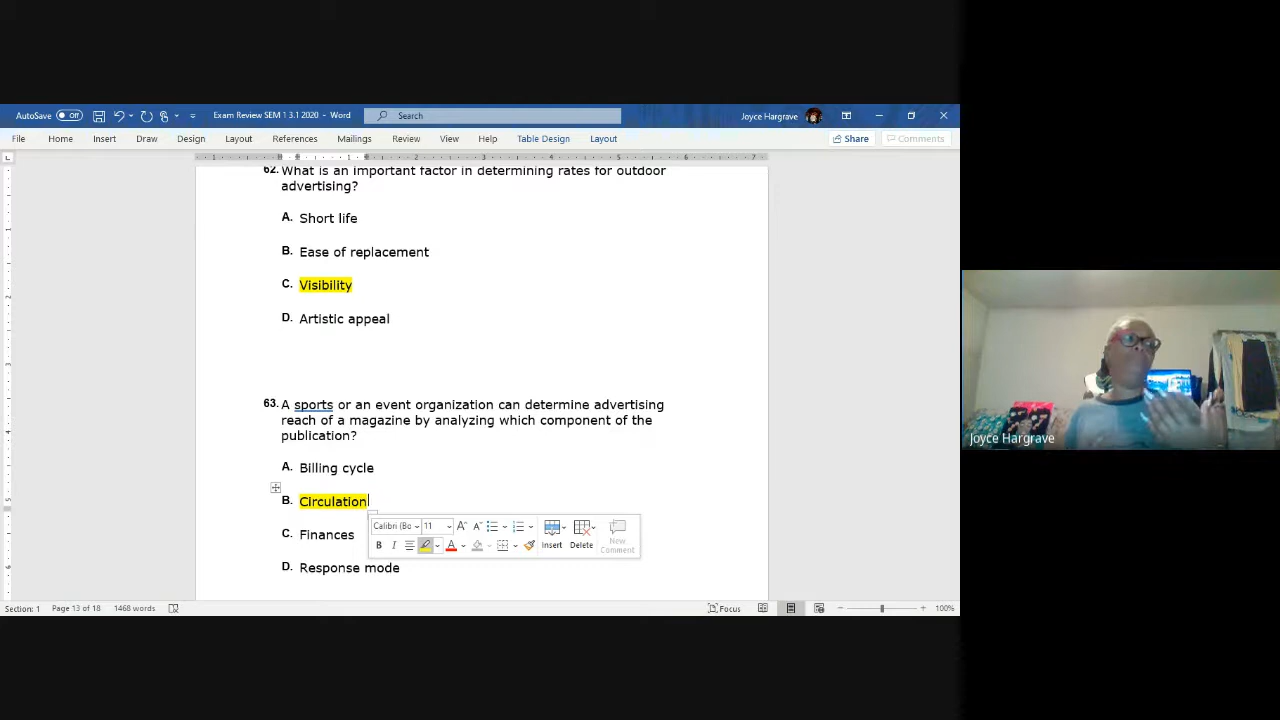 AutoSave Off Exam Review SEM 1 3.1 2020 - Word Search Joyce Hargrave
File Home Insert Draw Design Layout References Mailings Review View Help Table Design Layout Share Comments
62. What is an important factor in determining rates for outdoor
advertising?
A. Short life
B. Ease of replacement
C. Visibility
D. Artistic appeal
63. A sports or an event organization can determine advertising
reach of a magazine by analyzing which component of the
publication?
A. Billing cycle
B. Circulation
C. Finances
D. Response mode
Calibri (Bo 11 A A
B I A Insert Delete New
Comment
Section: 1 Page 13 of 18 1468 words Focus 100%
Joyce Hargrave